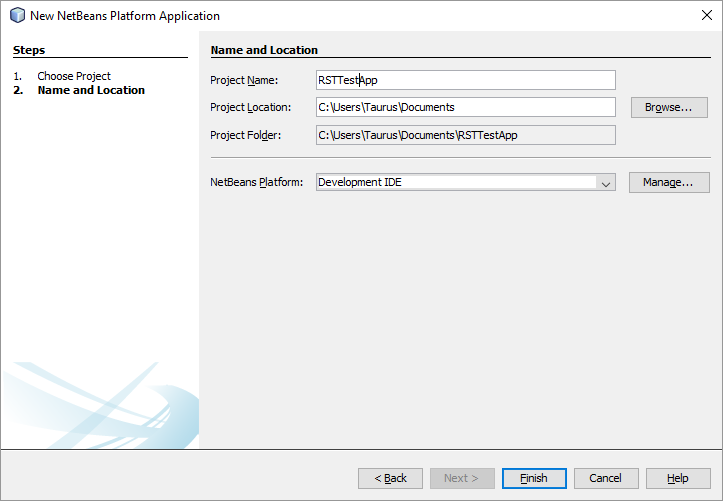 New NetBeans Platform Application
Steps
1. Choose Project
2. Name and Location
Name and Location
Project Name: RSTTestApp
Project Location: C:\Users\Taurus\Documents Browse...
Project Folder: C:\Users\Taurus\Documents\RSTTestApp
NetBeans Platform: Development IDE Manage...
< Back Next > Finish Cancel Help